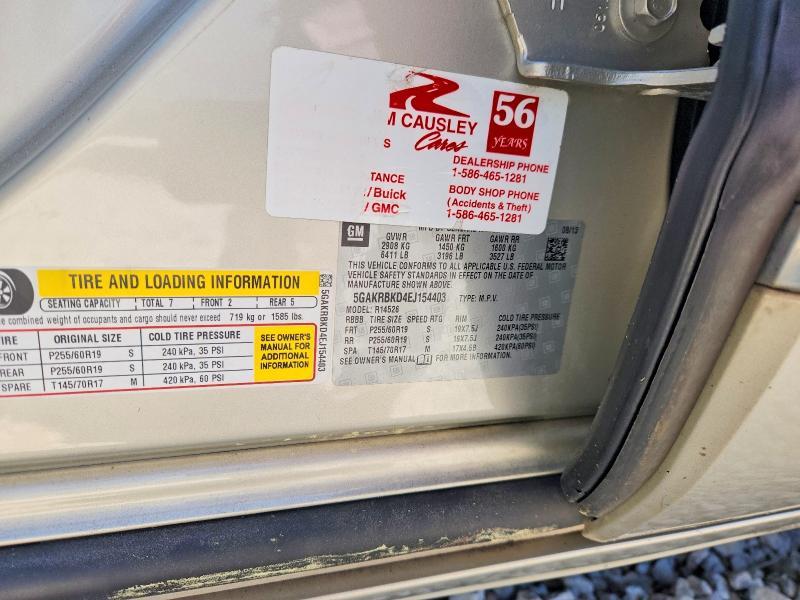 M CAUSLEY
Cares
56
YEARS
S
DEALERSHIP PHONE
1-586-465-1281
TANCE
/Buick
/ GMC
BODY SHOP PHONE
(Accidents & Theft)
1-586-465-1281
GM
08/13
GVWR GAWR FRT GAWR RR
2908 KG 1450 KG 1600 KG
6411 LB 3196 LB 3527 LB
THIS VEHICLE CONFORMS TO ALL APPLICABLE U.S. FEDERAL MOTOR
VEHICLE SAFETY STANDARDS IN EFFECT ON THE DATE OF
MANUFACTURE SHOWN ABOVE.
5GAKRBKD4EJ154403 TYPE: M.P.V.
MODEL: R14526
RBBB TIRE SIZE SPEED RTG RIM COLD TIRE PRESSURE
FRT P255/60R19 S 19X7.5J 240KPA(35PSI)
RR P255/60R19 S 19X7.5J 240KPA(35PSI)
SPA T145/70R17 M 17X4.5B 420KPA(60PSI)
SEE OWNER'S MANUAL FOR MORE INFORMATION.
TIRE AND LOADING INFORMATION
SEATING CAPACITY TOTAL 7 FRONT 2 REAR 5
combined weight of occupants and cargo should never exceed 719 kg or 1585 lbs.
TIRE ORIGINAL SIZE COLD TIRE PRESSURE
FRONT P255/60R19 S 240 kPa, 35 PSI
REAR P255/60R19 S 240 kPa, 35 PSI
SPARE T145/70R17 M 420 kPa, 60 PSI
SEE OWNER'S
MANUAL FOR
ADDITIONAL
INFORMATION
5GAKRBKD4EJ154403